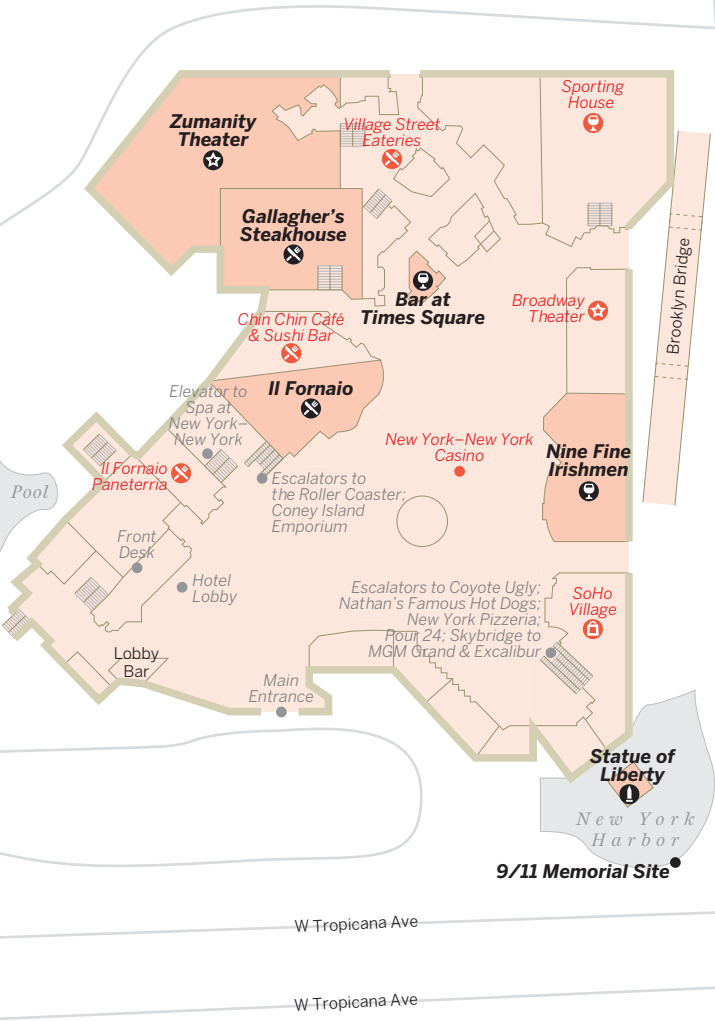 Sporting
House
Zumanity
Theater
Village Street
Eateries
Gallagher's
Steakhouse
Brooklyn Bridge
Bar at
Times Square
Broadway
Theater
Chin Chin Café
& Sushi Bar
Il Fornaio
Elevator to
Spa at
New York–
New York
New York–New York
Casino
Nine Fine
Irishmen
Il Fornaio
Paneterria
Escalators to
the Roller Coaster;
Coney Island
Emporium
Pool
Front
Desk
Hotel
Lobby
Escalators to Coyote Ugly;
Nathan's Famous Hot Dogs;
New York Pizzeria;
Pour 24; Skybridge to
MGM Grand & Excalibur
SoHo
Village
Lobby
Bar
Main
Entrance
Statue of
Liberty
New York
Harbor
9/11 Memorial Site
W Tropicana Ave
W Tropicana Ave